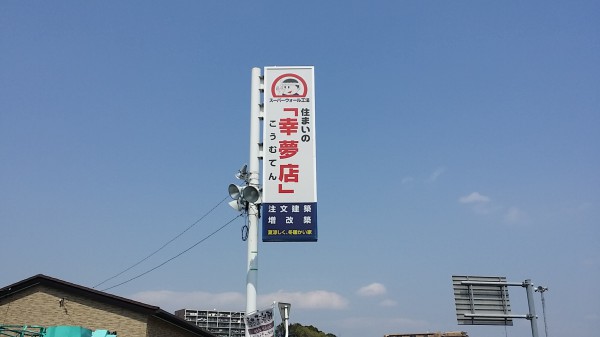 スーパーウォール工法
住まいの
「幸夢店」
こうむてん
注文建築
増改築
夏涼しく、冬暖かい家